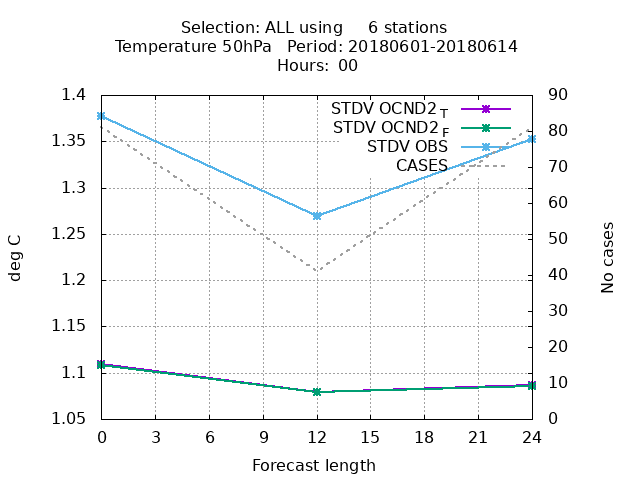 Selection: ALL using     6 stations
Temperature 50hPa   Period: 20180601-20180614
Hours: 00
1.4
1.35
1.3
1.25
1.2
1.15
1.1
1.05
deg C
STDV OCND2_T
STDV OCND2_F
STDV OBS
CASES
90
80
70
60
50
40
30
20
10
0
No cases
0 3 6 9 12 15 18 21 24
Forecast length